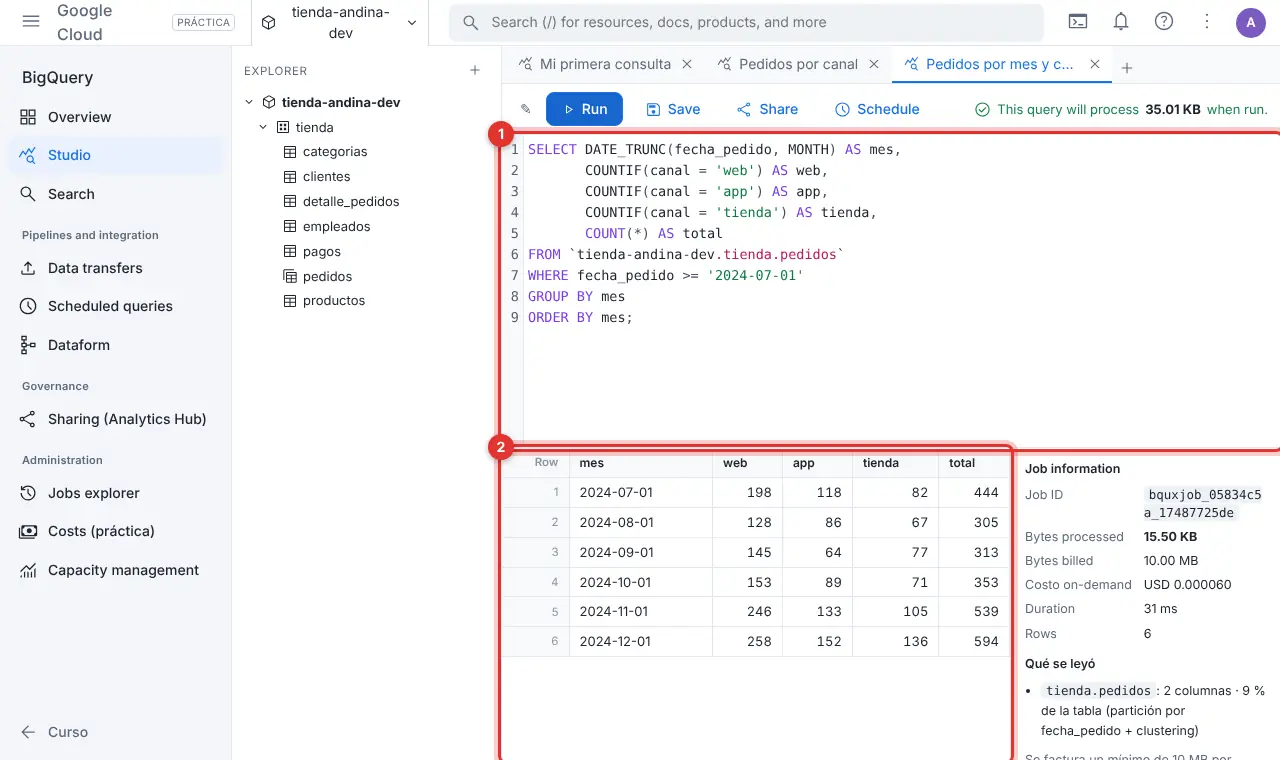 Google Cloud
PRÁCTICA
tienda-andina-dev
Search (/) for resources, docs, products, and more
A
BigQuery
Overview
Studio
Search
Pipelines and integration
Data transfers
Scheduled queries
Dataform
Governance
Sharing (Analytics Hub)
Administration
Jobs explorer
Costs (práctica)
Capacity management
Curso
EXPLORER
tienda-andina-dev
tienda
categorias
clientes
detalle_pedidos
empleados
pagos
pedidos
productos
Mi primera consulta
Pedidos por canal
Pedidos por mes y c...
Run
Save
Share
Schedule
This query will process 35.01 KB when run.
1
1 SELECT DATE_TRUNC(fecha_pedido, MONTH) AS mes,
2 COUNTIF(canal = 'web') AS web,
3 COUNTIF(canal = 'app') AS app,
4 COUNTIF(canal = 'tienda') AS tienda,
5 COUNT(*) AS total
6 FROM `tienda-andina-dev.tienda.pedidos`
7 WHERE fecha_pedido >= '2024-07-01'
8 GROUP BY mes
9 ORDER BY mes;
2
Row mes web app tienda total
1 2024-07-01 198 118 82 444
2 2024-08-01 128 86 67 305
3 2024-09-01 145 64 77 313
4 2024-10-01 153 89 71 353
5 2024-11-01 246 133 105 539
6 2024-12-01 258 152 136 594
Job information
Job ID bquxjob_05834c5
a_17487725de
Bytes processed 15.50 KB
Bytes billed 10.00 MB
Costo on-demand USD 0.000060
Duration 31 ms
Rows 6
Qué se leyó
• tienda.pedidos : 2 columnas · 9 %
de la tabla (partición por
fecha_pedido + clustering)
Se factura un mínimo de 10 MB por